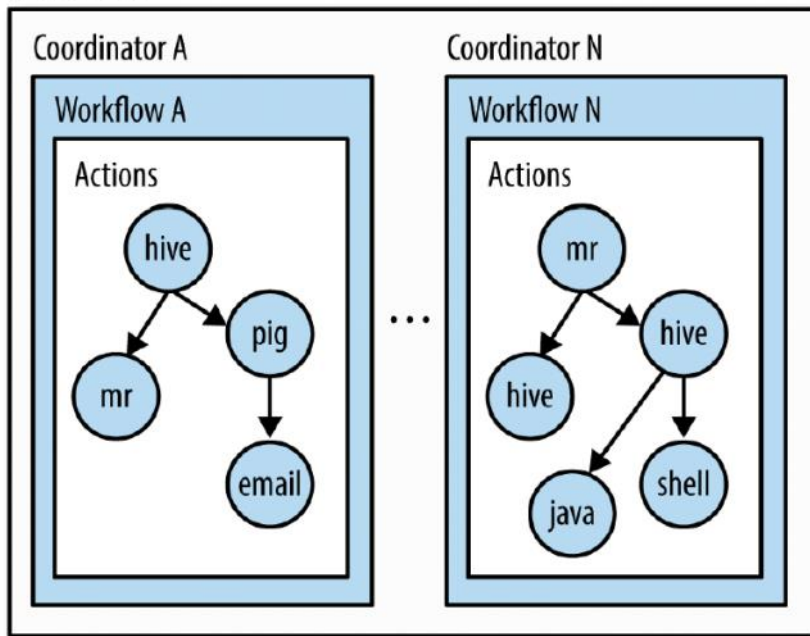 Coordinator A
Workflow A
Actions
hive
pig
mr
email
...
Coordinator N
Workflow N
Actions
mr
hive
hive
java
shell